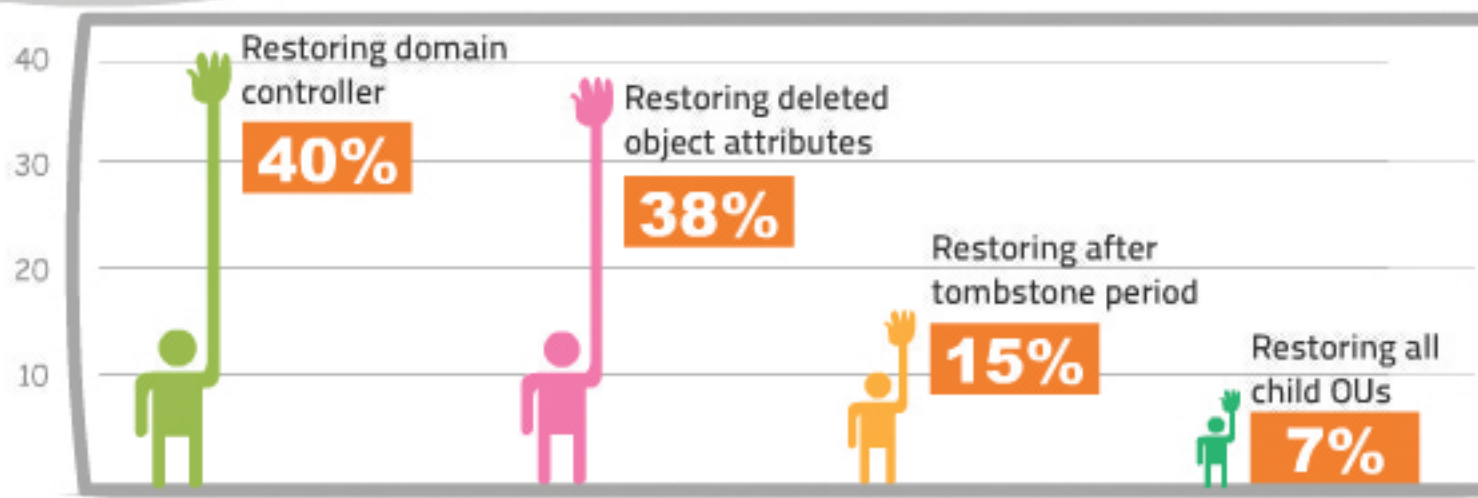 40
30
20
10
Restoring domain
controller
40%
Restoring deleted
object attributes
38%
Restoring after
tombstone period
15%
Restoring all
child OUs
7%